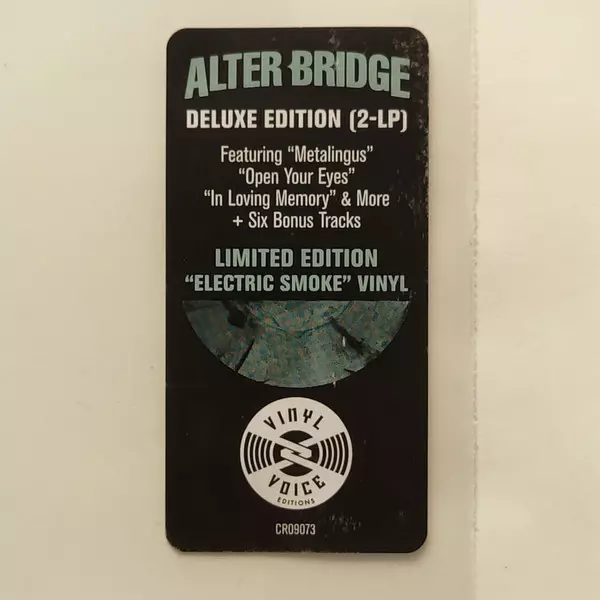 ALTER BRIDGE
DELUXE EDITION (2-LP)
Featuring “Metalingus”
“Open Your Eyes”
“In Loving Memory” & More
+ Six Bonus Tracks
LIMITED EDITION
“ELECTRIC SMOKE” VINYL
VINYL
VOICE
EDITIONS
CR09073